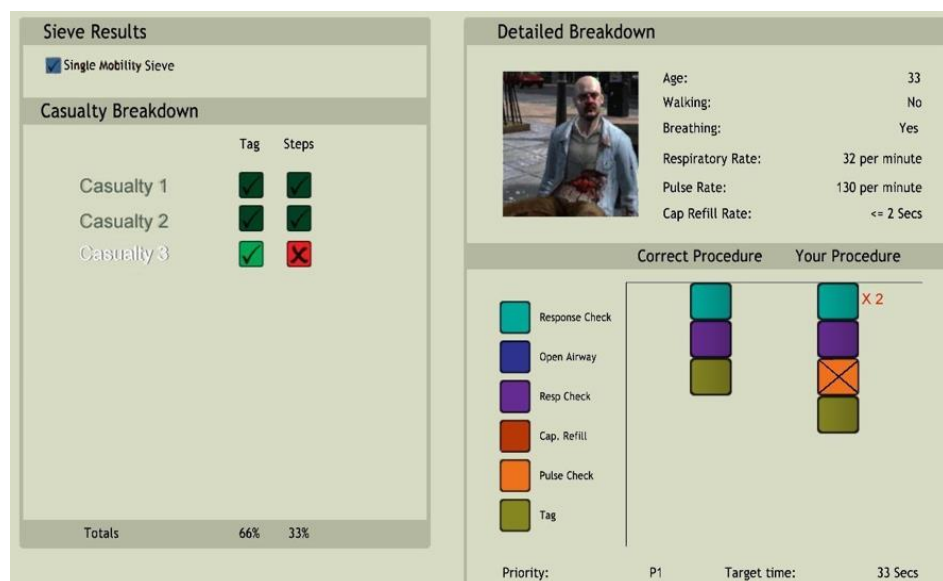 Sieve Results
Single Mobility Sieve
Casualty Breakdown
Tag Steps
Casualty 1
Casualty 2
Casualty 3
Totals 66% 33%
Detailed Breakdown
Age: 33
Walking: No
Breathing: Yes
Respiratory Rate: 32 per minute
Pulse Rate: 130 per minute
Cap Refill Rate: <= 2 Secs
Correct Procedure Your Procedure
X 2
Response Check
Open Airway
Resp Check
Cap. Refill
Pulse Check
Tag
Priority: P1 Target time: 33 Secs